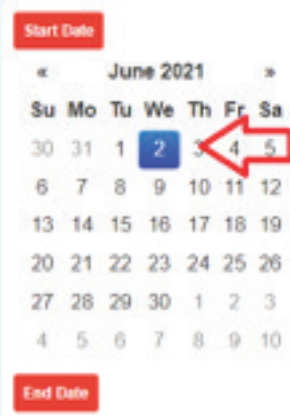 Start Date
« June 2021 »
Su Mo Tu We Th Fr Sa
30 31 1 2 3 4 5
6 7 8 9 10 11 12
13 14 15 16 17 18 19
20 21 22 23 24 25 26
27 28 29 30 1 2 3
4 5 6 7 8 9 10
End Date